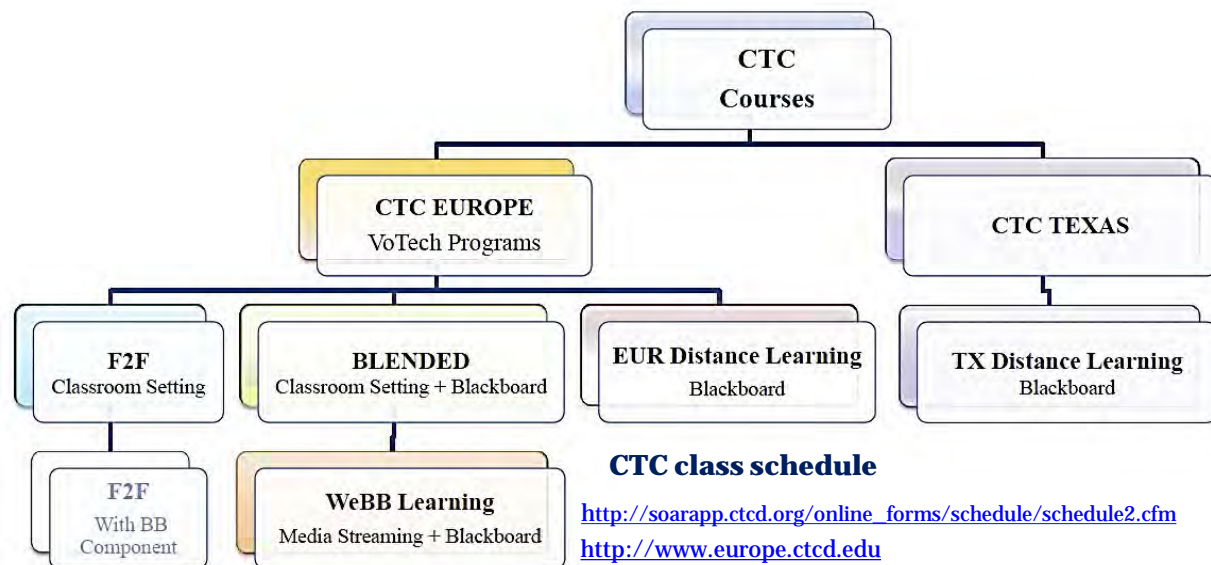 CTC
Courses
CTC EUROPE
VoTech Programs
CTC TEXAS
F2F
Classroom Setting
BLENDED
Classroom Setting + Blackboard
EUR Distance Learning
Blackboard
TX Distance Learning
Blackboard
F2F
With BB
Component
WeBB Learning
Media Streaming + Blackboard
CTC class schedule
http://soarapp.ctcd.org/online_forms/schedule/schedule2.cfm
http://www.europe.ctcd.edu